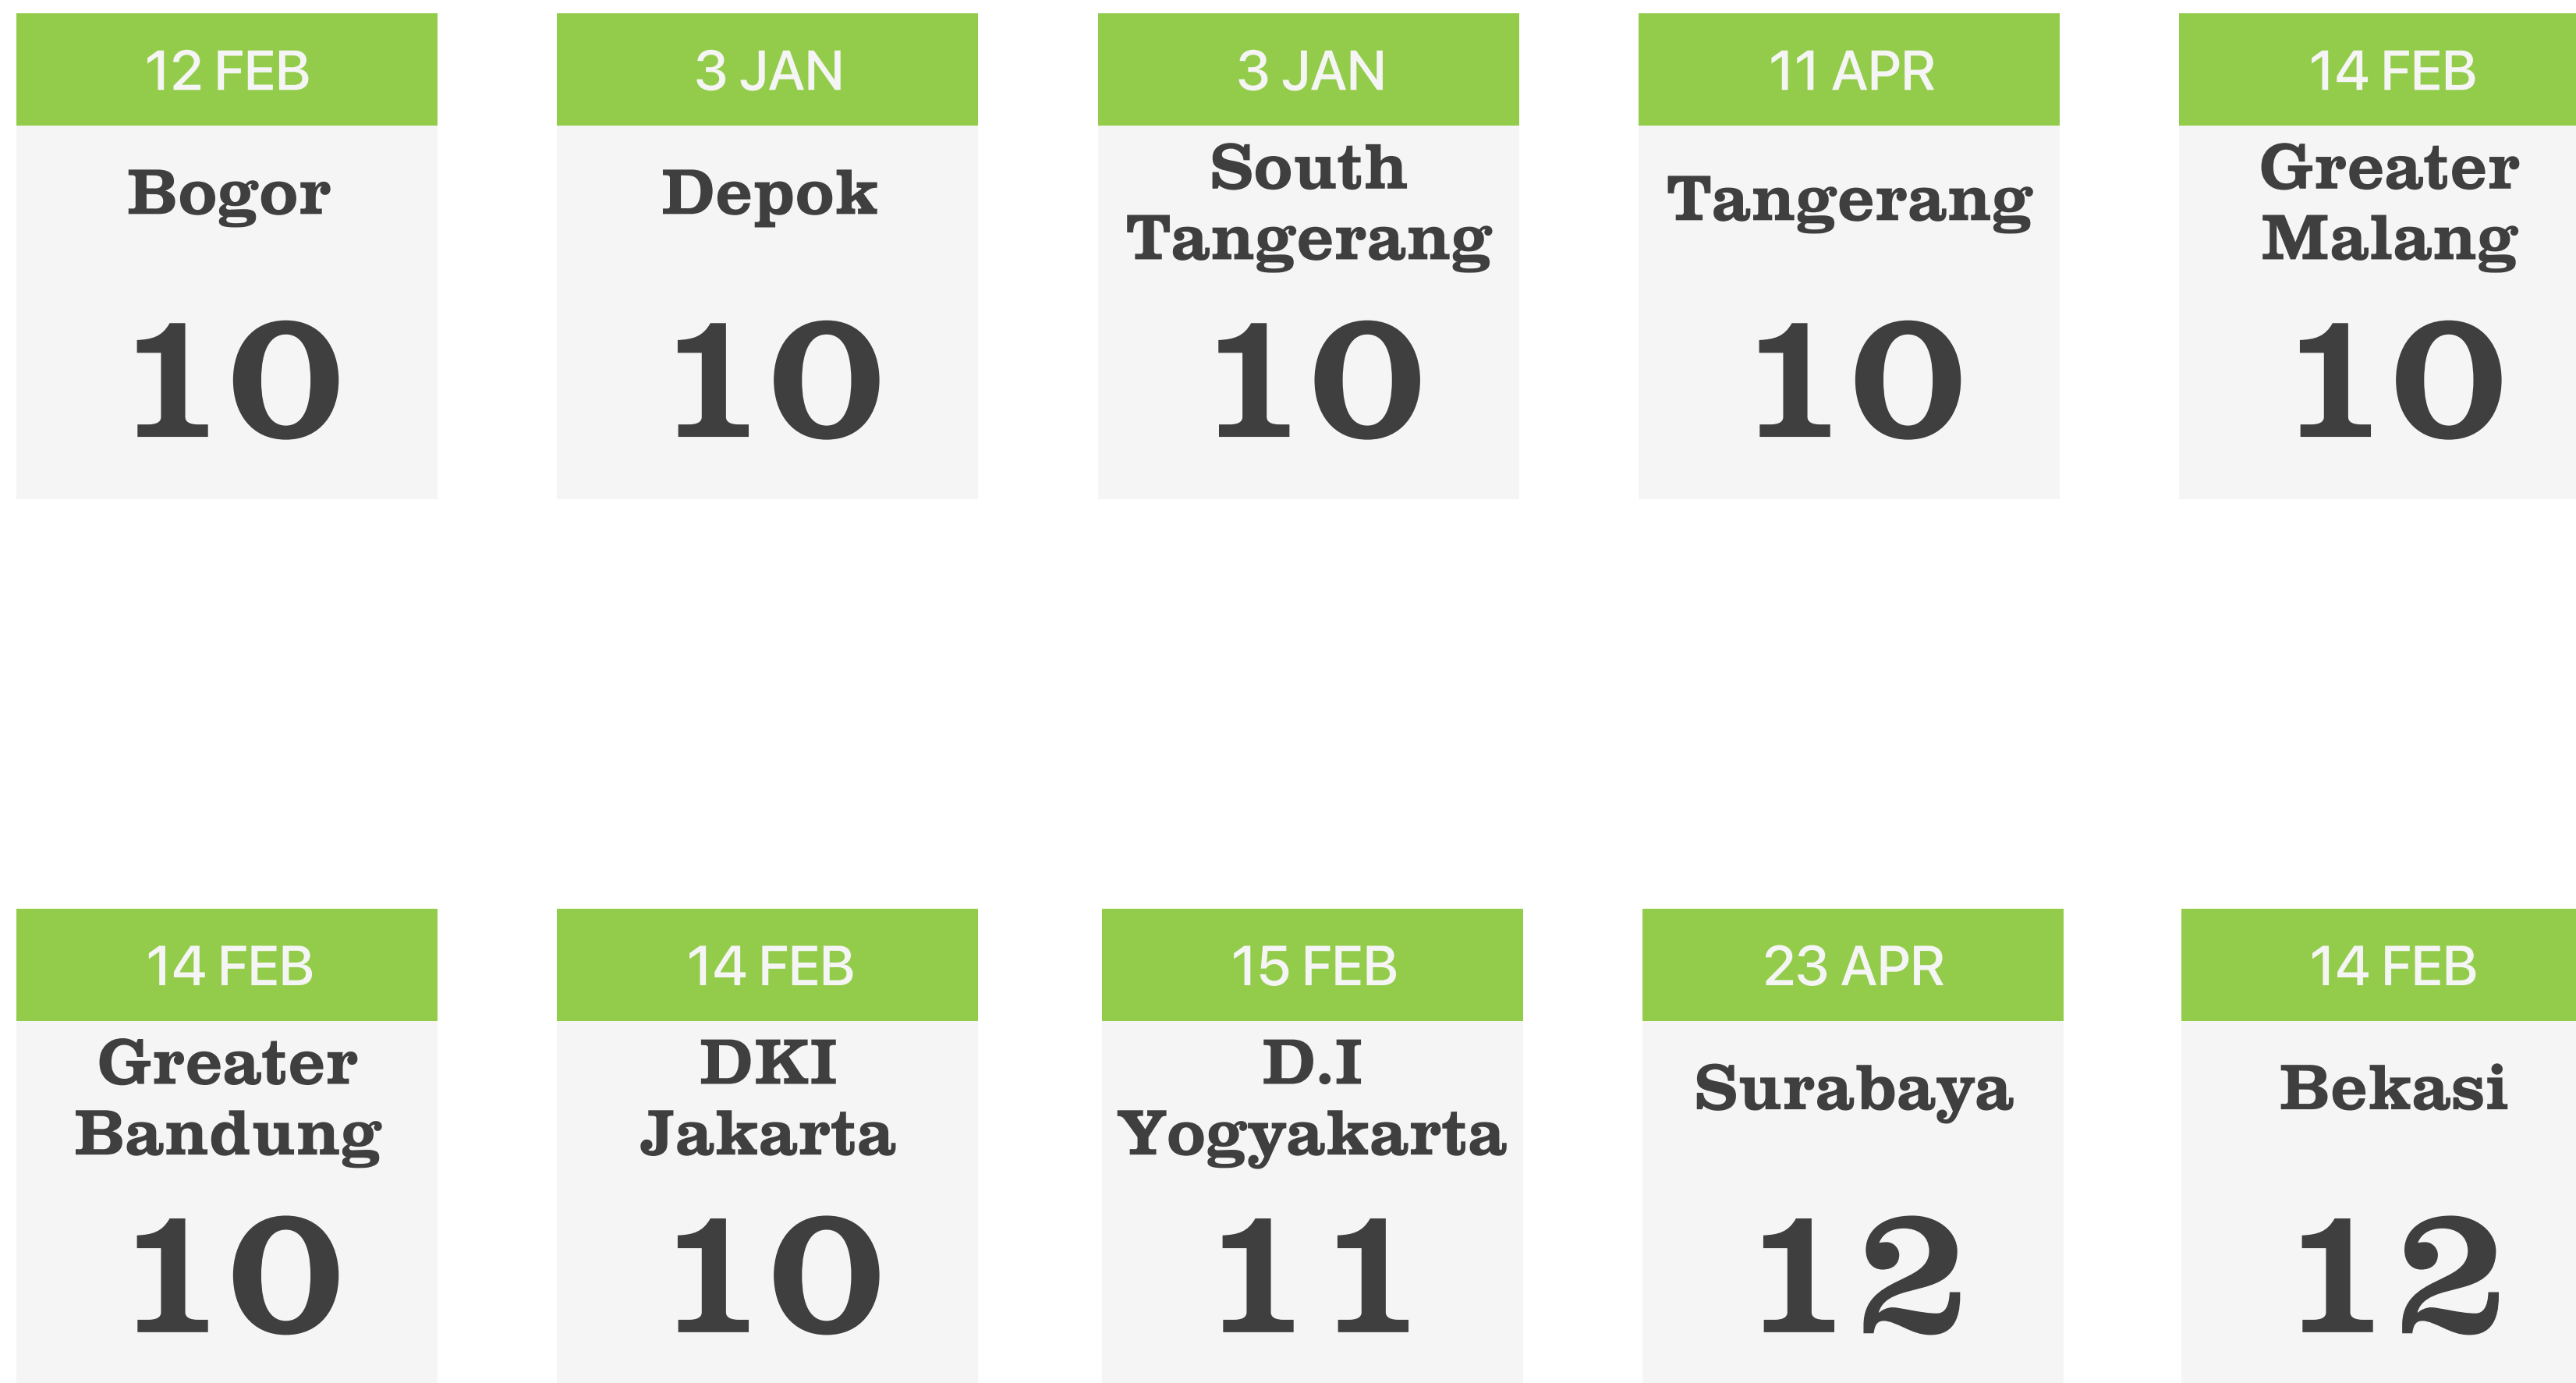 12 FEB
Bogor
10
3 JAN
Depok
10
3 JAN
South
Tangerang
10
11 APR
Tangerang
10
14 FEB
Greater
Malang
10
14 FEB
Greater
Bandung
10
14 FEB
DKI
Jakarta
10
15 FEB
D.I
Yogyakarta
11
23 APR
Surabaya
12
14 FEB
Bekasi
12